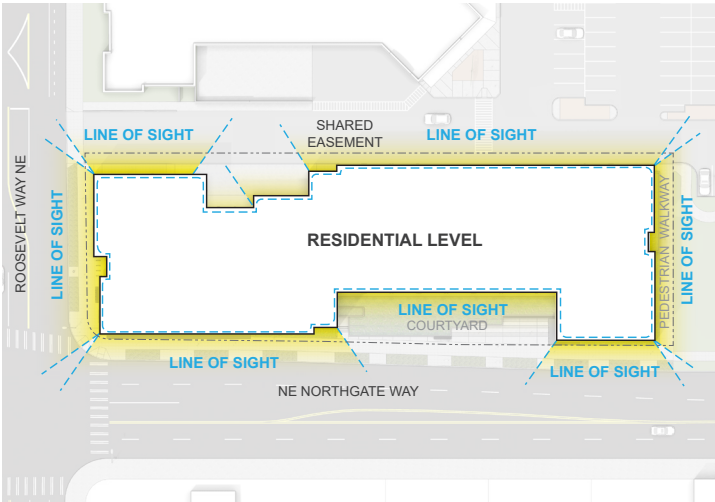 SHARED
EASEMENT
LINE OF SIGHT
LINE OF SIGHT
ROOSEVELT WAY NE
LINE OF SIGHT
RESIDENTIAL LEVEL
PEDESTRIAN WALKWAY
LINE OF SIGHT
LINE OF SIGHT
COURTYARD
LINE OF SIGHT
LINE OF SIGHT
NE NORTHGATE WAY